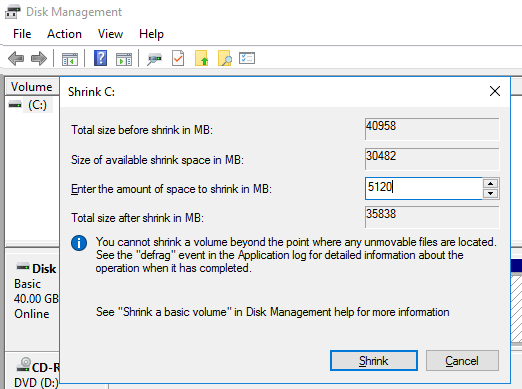 Disk Management
File Action View Help
Volume
(C:)
Shrink C:
Total size before shrink in MB: 40958
Size of available shrink space in MB: 30482
Enter the amount of space to shrink in MB: 5120
Total size after shrink in MB: 35838
You cannot shrink a volume beyond the point where any unmovable files are located.
See the "defrag" event in the Application log for detailed information about the
operation when it has completed.
See "Shrink a basic volume" in Disk Management help for more information
Shrink Cancel
Disk
Basic
40.00 GB
Online
CD-R
DVD (D:)